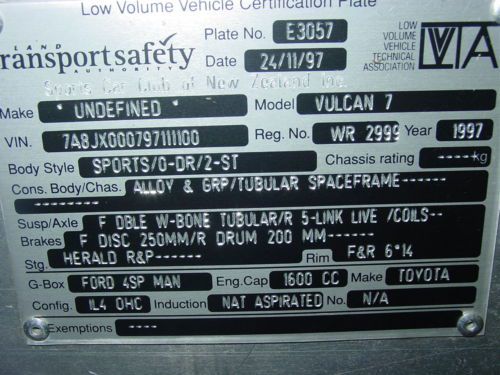 Low Volume Vehicle Certification Plate
LAND
transportsafety
AUTHORITY
Plate No. E3057
Date 24/11/97
LOW
VOLUME
VEHICLE
TECHNICAL
ASSOCIATION
LVVTA
Sports Car Club of New Zealand Inc.
Make " UNDEFINED " Model VULCAN 7
VIN. 7A8JX000797111100 Reg. No. WR 2999 Year 1997
Body Style SPORTS/0-DR/2-ST Chassis rating ---- kg
Cons. Body/Chas. ALLOY & GRP/TUBULAR SPACEFRAME------
------------------
Susp/Axle F DBLE W-BONE TUBULAR/R 5-LINK LIVE /COILS--
Brakes F DISC 250MM/R DRUM 200 MM-----
Stg. HERALD R&P------ Rim F&R 6*14
G-Box FORD 4SP MAN Eng.Cap 1600 CC Make TOYOTA
Config. IL4 OHC Induction NAT ASPIRATED No. N/A
Exemptions ----